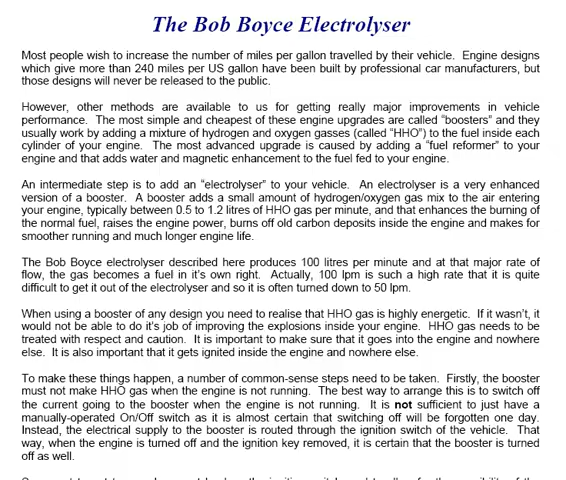 The Bob Boyce Electrolyser
Most people wish to increase the number of miles per gallon travelled by their vehicle. Engine designs
which give more than 240 miles per US gallon have been built by professional car manufacturers, but
those designs will never be released to the public.
However, other methods are available to us for getting really major improvements in vehicle
performance. The most simple and cheapest of these engine upgrades are called “boosters” and they
usually work by adding a mixture of hydrogen and oxygen gasses (called “HHO”) to the fuel inside each
cylinder of your engine. The most advanced upgrade is caused by adding a “fuel reformer” to your
engine and that adds water and magnetic enhancement to the fuel fed to your engine.
An intermediate step is to add an “electrolyser” to your vehicle. An electrolyser is a very enhanced
version of a booster. A booster adds a small amount of hydrogen/oxygen gas mix to the air entering
your engine, typically between 0.5 to 1.2 litres of HHO gas per minute, and that enhances the burning of
the normal fuel, raises the engine power, burns off old carbon deposits inside the engine and makes for
smoother running and much longer engine life.
The Bob Boyce electrolyser described here produces 100 litres per minute and at that major rate of
flow, the gas becomes a fuel in it’s own right. Actually, 100 lpm is such a high rate that it is quite
difficult to get it out of the electrolyser and so it is often turned down to 50 lpm.
When using a booster of any design you need to realise that HHO gas is highly energetic. If it wasn’t, it
would not be able to do it’s job of improving the explosions inside your engine. HHO gas needs to be
treated with respect and caution. It is important to make sure that it goes into the engine and nowhere
else. It is also important that it gets ignited inside the engine and nowhere else.
To make these things happen, a number of common-sense steps need to be taken. Firstly, the booster
must not make HHO gas when the engine is not running. The best way to arrange this is to switch off
the current going to the booster when the engine is not running. It is not sufficient to just have a
manually-operated On/Off switch as it is almost certain that switching off will be forgotten one day.
Instead, the electrical supply to the booster is routed through the ignition switch of the vehicle. That
way, when the engine is turned off and the ignition key removed, it is certain that the booster is turned
off as well.